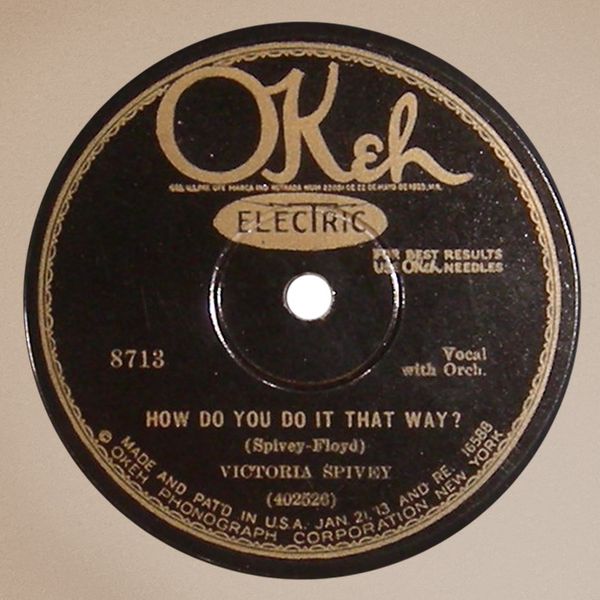 OKeh
ELECTRIC
FOR BEST RESULTS
USE OKeh NEEDLES
8713
Vocal
with Orch.
HOW DO YOU DO IT THAT WAY?
(Spivey-Floyd)
VICTORIA SPIVEY
(402526)
MADE AND PAT'D IN U.S.A. JAN. 21,'13 AND RE. 16588
© OKEH PHONOGRAPH CORPORATION NEW YORK